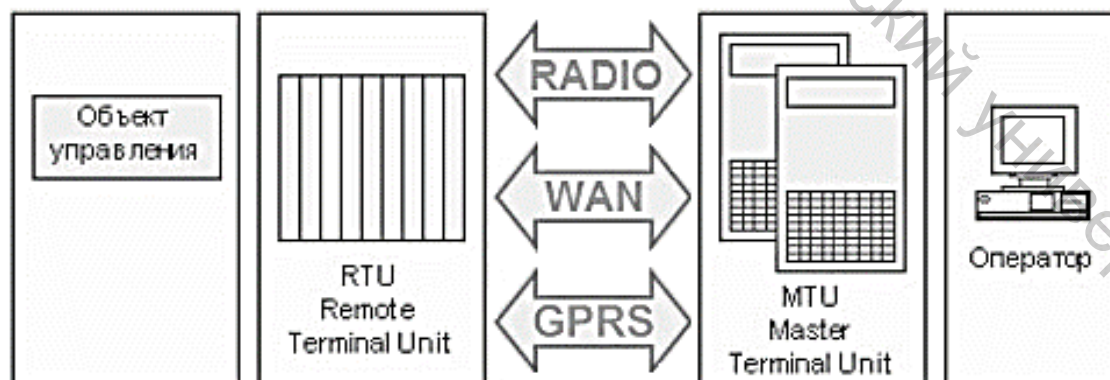 Объект
управления
RTU
Remote
Terminal Unit
RADIO
WAN
GPRS
MTU
Master
Terminal Unit
Оператор